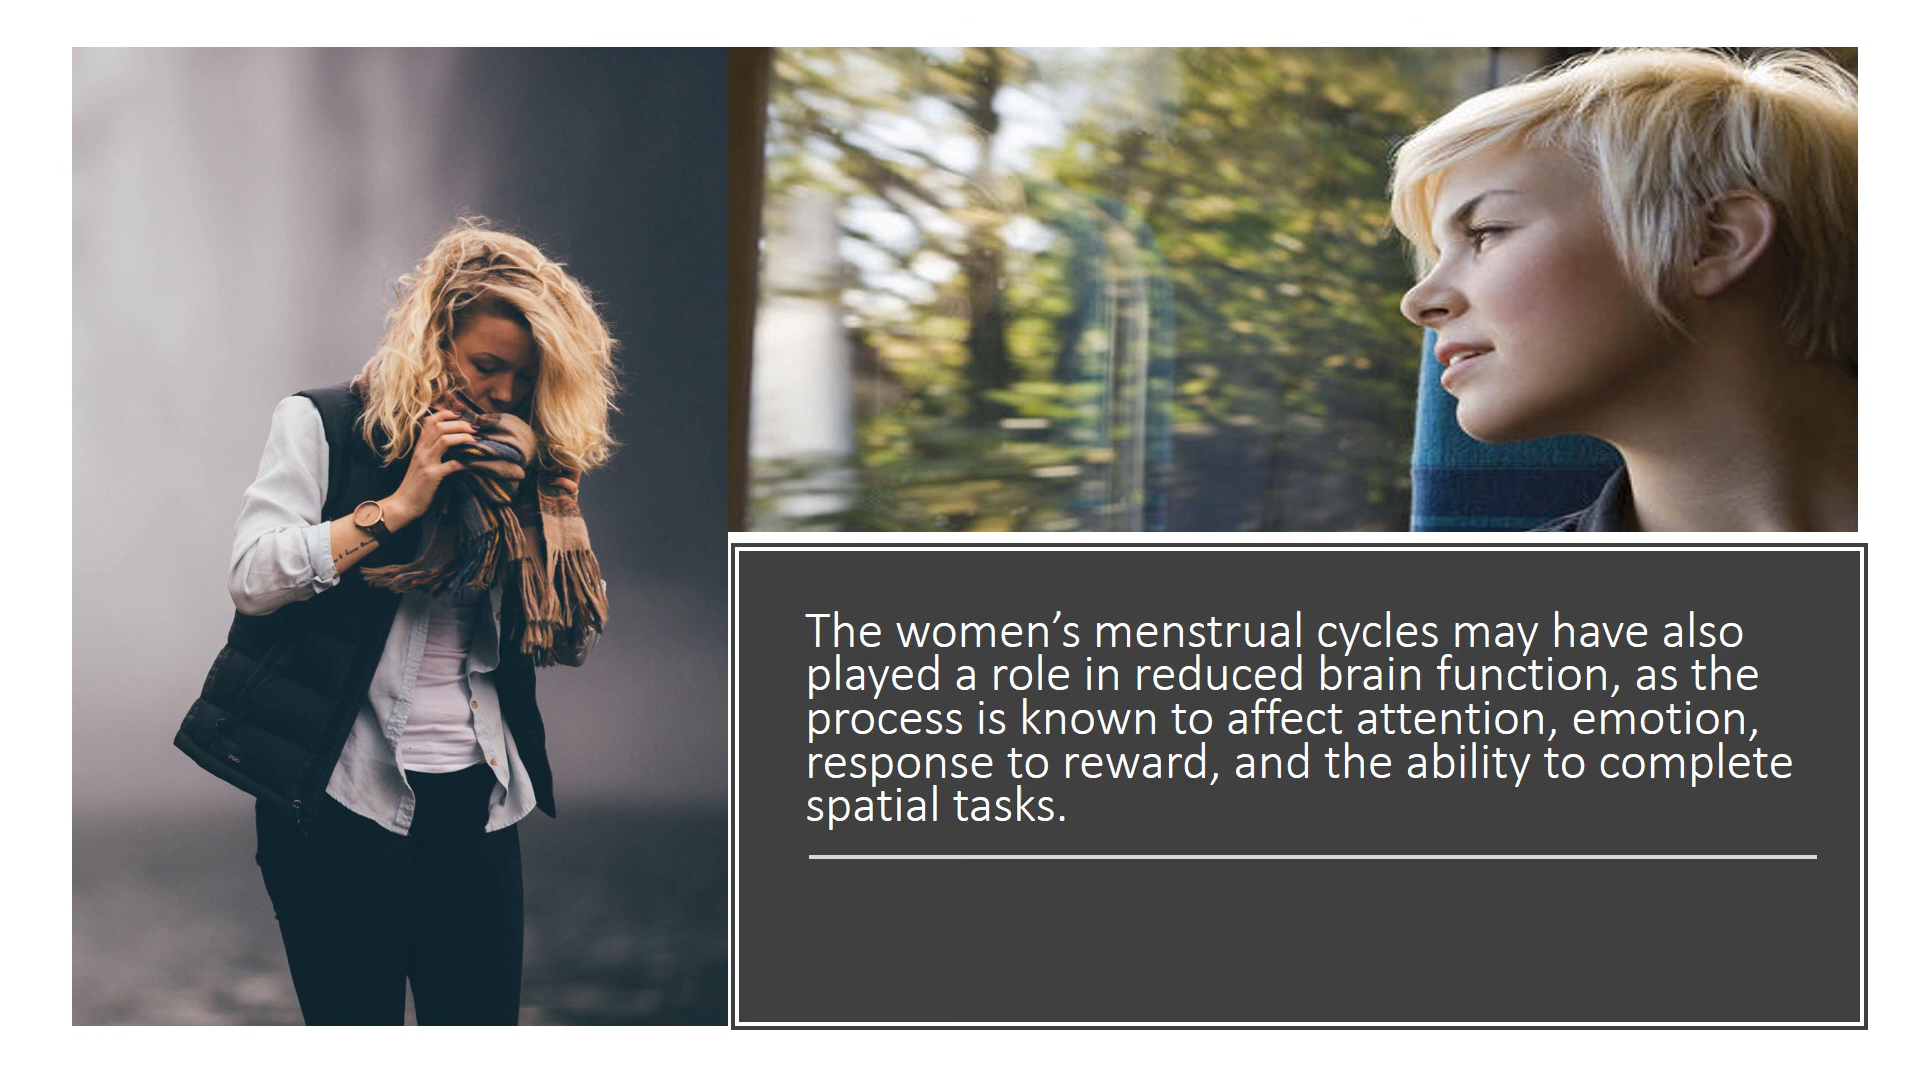 The women’s menstrual cycles may have also
played a role in reduced brain function, as the
process is known to affect attention, emotion,
response to reward, and the ability to complete
spatial tasks.